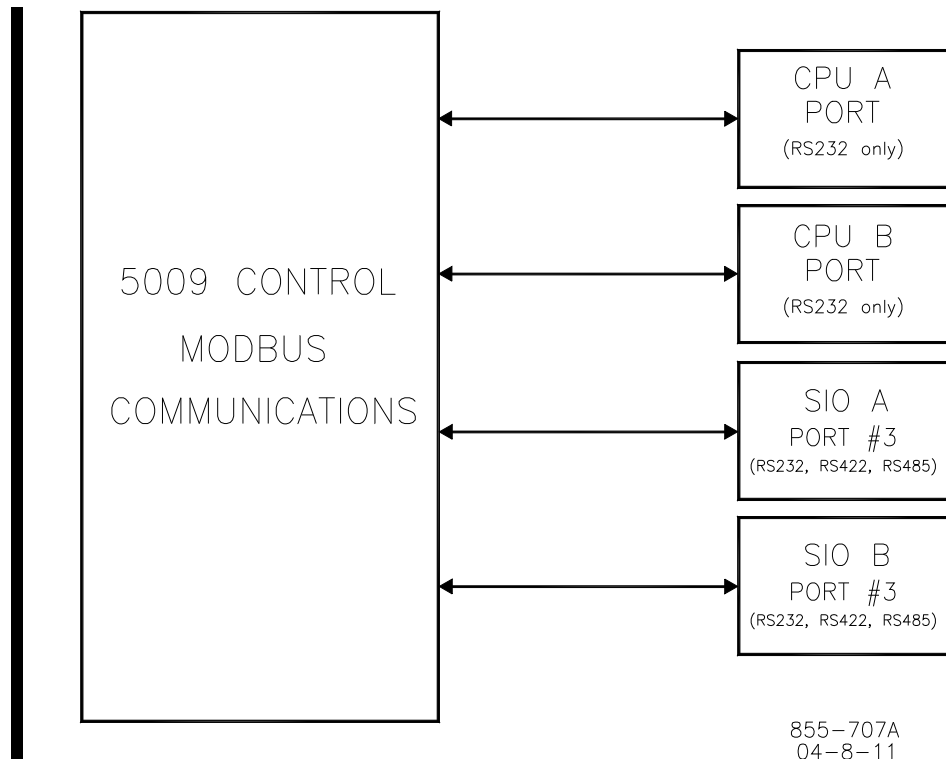 5009 CONTROL
MODBUS
COMMUNICATIONS
CPU A
PORT
(RS232 only)
CPU B
PORT
(RS232 only)
SIO A
PORT #3
(RS232, RS422, RS485)
SIO B
PORT #3
(RS232, RS422, RS485)
855-707A
04-8-11